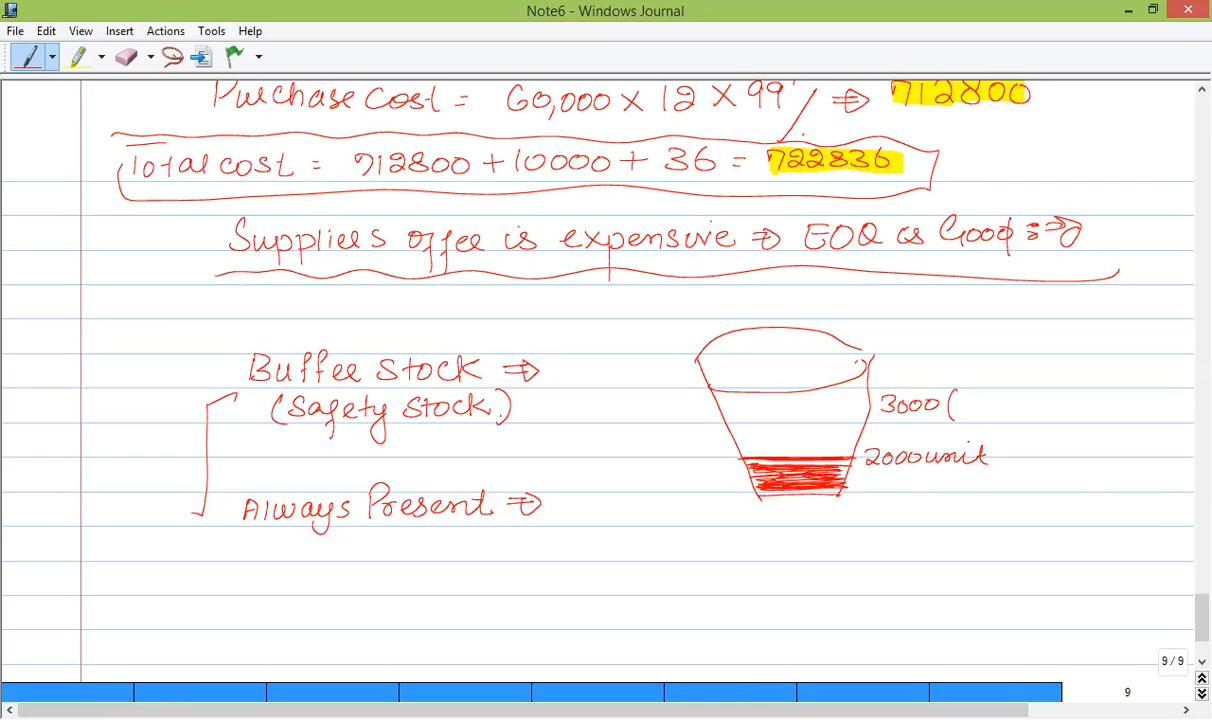 Note6 - Windows Journal
File Edit View Insert Actions Tools Help
Purchase Cost = 60,000 × 12 × 99% ⇒ 712800
Total cost = 712800 + 10000 + 36 = 722836
Suppliers offer is expensive ⇒ EOQ is Good
Buffer Stock ⇒
(Safety Stock.)
3000 (
2000 unit
Always Present ⇒
9 / 9
9